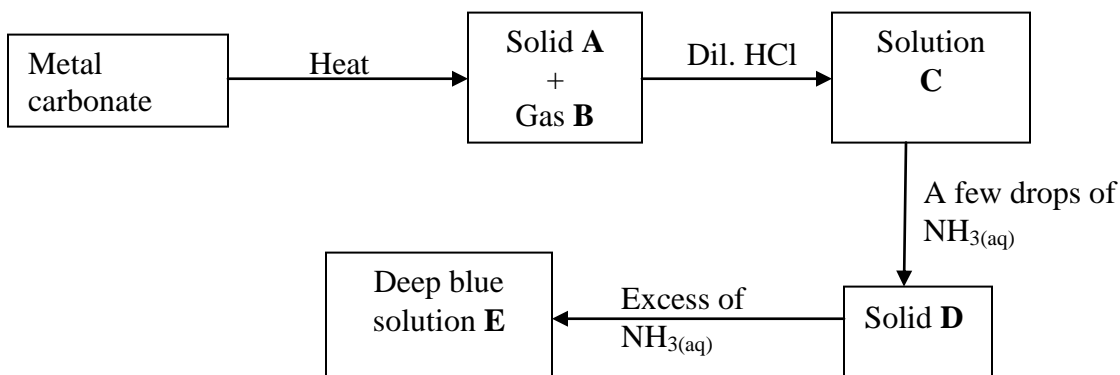 Metal
carbonate
Heat
Solid A
+
Gas B
Dil. HCl
Solution
C
A few drops of
NH3(aq)
Solid D
Excess of
NH3(aq)
Deep blue
solution E